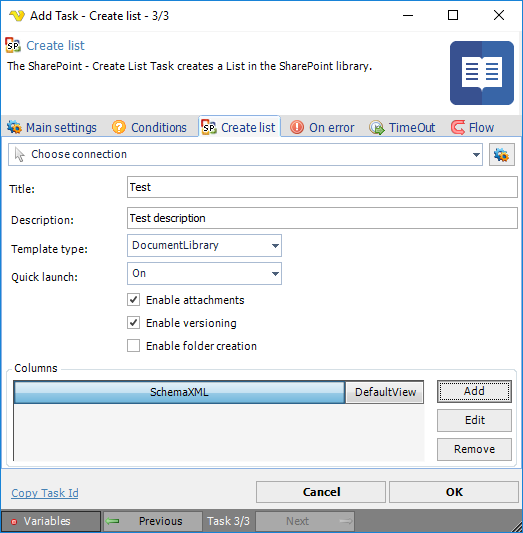 Add Task - Create list - 3/3
Create list
The SharePoint - Create List Task creates a List in the SharePoint library.
Main settings Conditions Create list On error TimeOut Flow
Choose connection
Title: Test
Description: Test description
Template type: DocumentLibrary
Quick launch: On
Enable attachments
Enable versioning
Enable folder creation
Columns
SchemaXML DefaultView Add
Edit
Remove
Copy Task Id Cancel OK
Variables Previous Task 3/3 Next